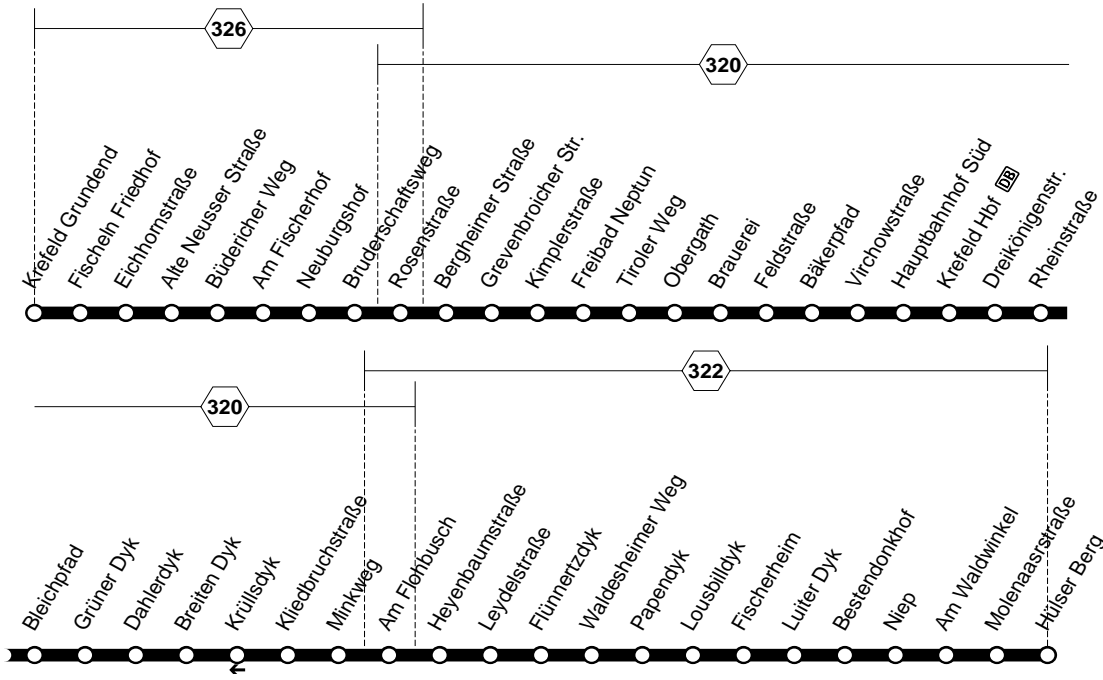 326
320
Krefeld Grundend
Fischeln Friedhof
Eichhornstraße
Alte Neusser Straße
Büdericher Weg
Am Fischerhof
Neuburgshof
Bruderschaftsweg
Rosenstraße
Bergheimer Straße
Grevenbroicher Str.
Kimplerstraße
Freibad Neptun
Tiroler Weg
Obergath
Brauerei
Feldstraße
Bäkerpfad
Virchowstraße
Hauptbahnhof Süd
Krefeld Hbf DB
Dreikönigenstr.
Rheinstraße
322
320
Bleichpfad
Grüner Dyk
Dahlerdyk
Breiten Dyk
Krüllsdyk
Kliedbruchstraße
Minkweg
Am Flohbusch
Heyenbaumstraße
Leydelstraße
Flünnertzdyk
Waldesheimer Weg
Papendyk
Lousbilldyk
Fischerheim
Luiter Dyk
Bestendonkhof
Niep
Am Waldwinkel
Molenaasrstraße
Hülser Berg